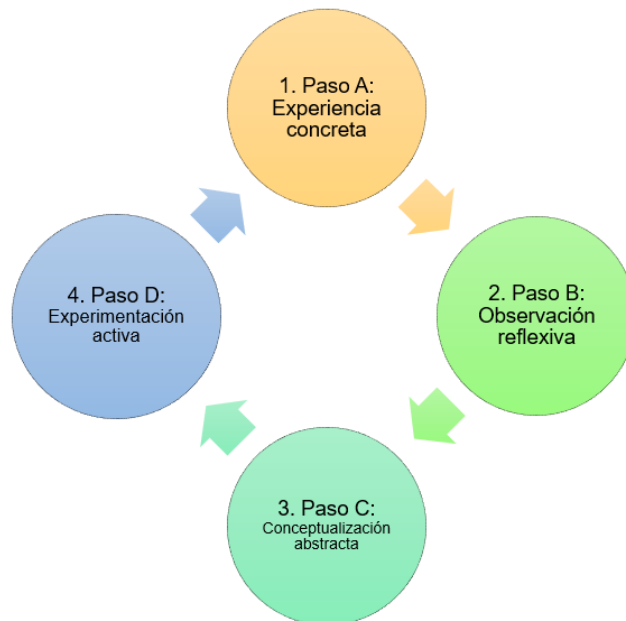 1. Paso A:
Experiencia
concreta
2. Paso B:
Observación
reflexiva
3. Paso C:
Conceptualización
abstracta
4. Paso D:
Experimentación
activa